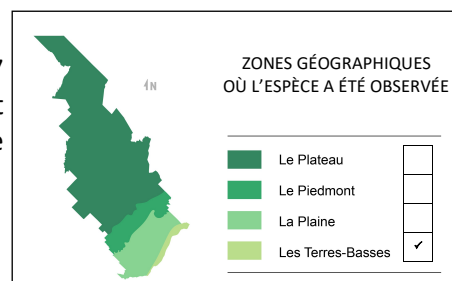 N
ZONES GÉOGRAPHIQUES
OÙ L'ESPÈCE A ÉTÉ OBSERVÉE
Le Plateau
Le Piedmont
La Plaine
Les Terres-Basses ✓